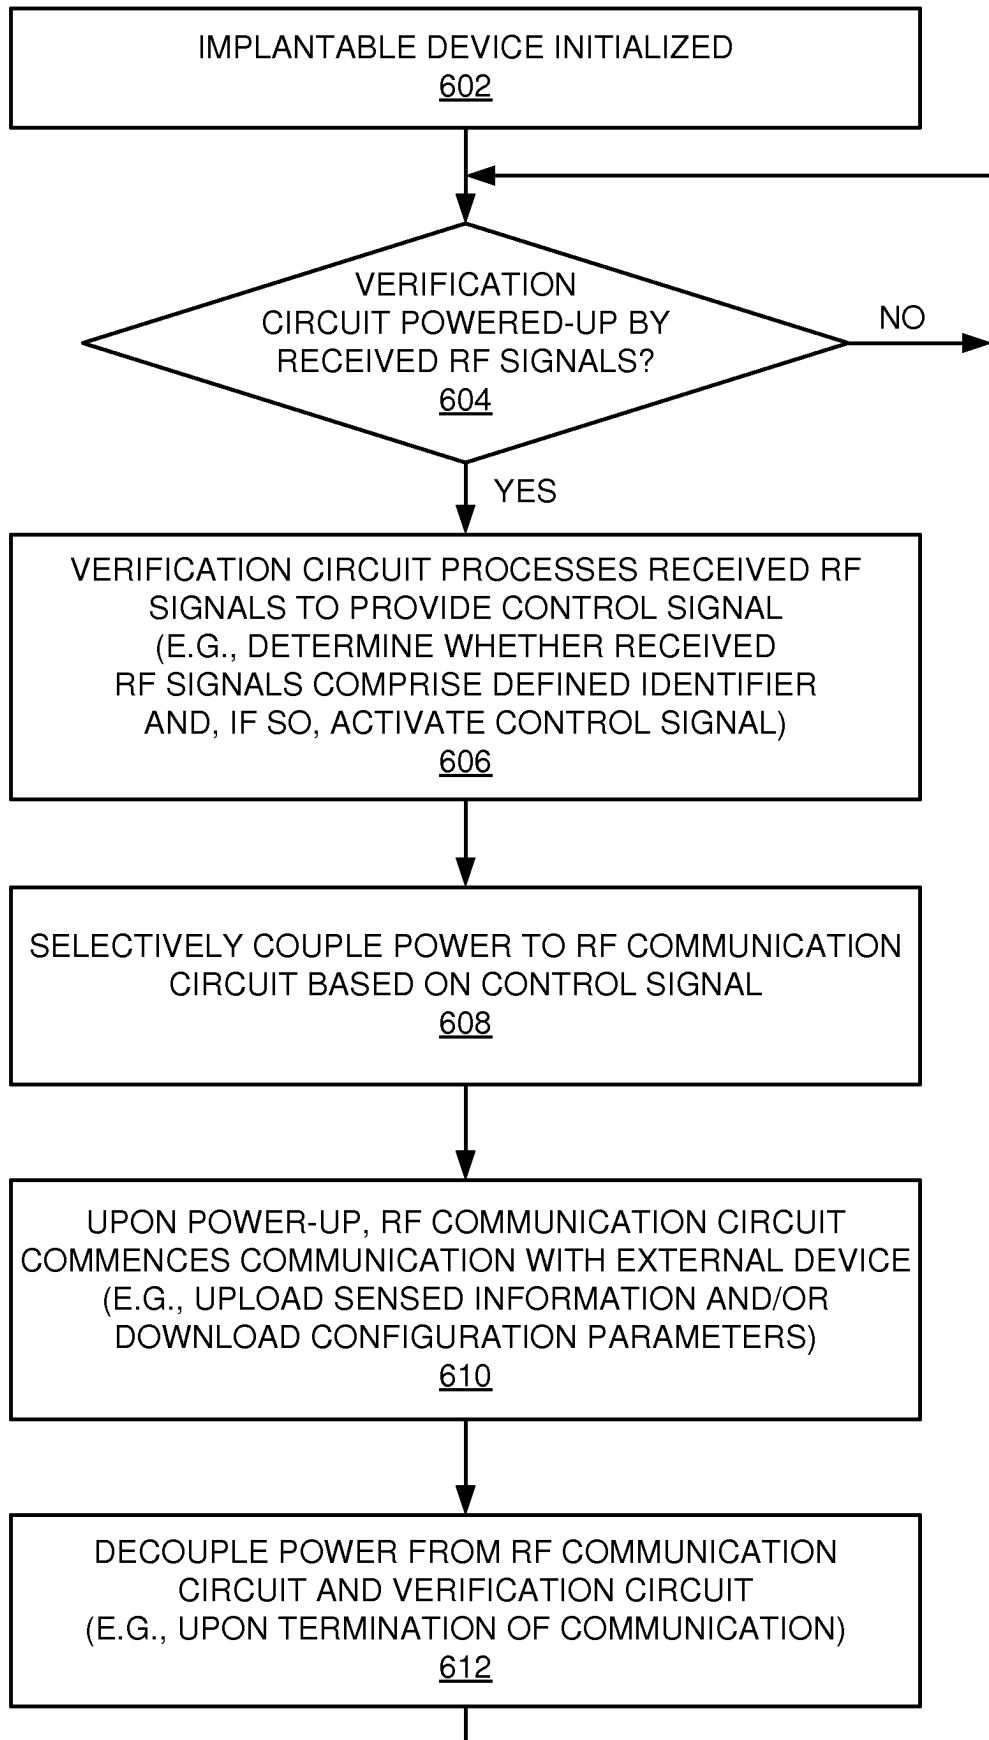 IMPLANTABLE DEVICE INITIALIZED
602
VERIFICATION
CIRCUIT POWERED-UP BY
RECEIVED RF SIGNALS?
604
NO
YES
VERIFICATION CIRCUIT PROCESSES RECEIVED RF
SIGNALS TO PROVIDE CONTROL SIGNAL
(E.G., DETERMINE WHETHER RECEIVED
RF SIGNALS COMPRISE DEFINED IDENTIFIER
AND, IF SO, ACTIVATE CONTROL SIGNAL)
606
SELECTIVELY COUPLE POWER TO RF COMMUNICATION
CIRCUIT BASED ON CONTROL SIGNAL
608
UPON POWER-UP, RF COMMUNICATION CIRCUIT
COMMENCES COMMUNICATION WITH EXTERNAL DEVICE
(E.G., UPLOAD SENSED INFORMATION AND/OR
DOWNLOAD CONFIGURATION PARAMETERS)
610
DECOUPLE POWER FROM RF COMMUNICATION
CIRCUIT AND VERIFICATION CIRCUIT
(E.G., UPON TERMINATION OF COMMUNICATION)
612